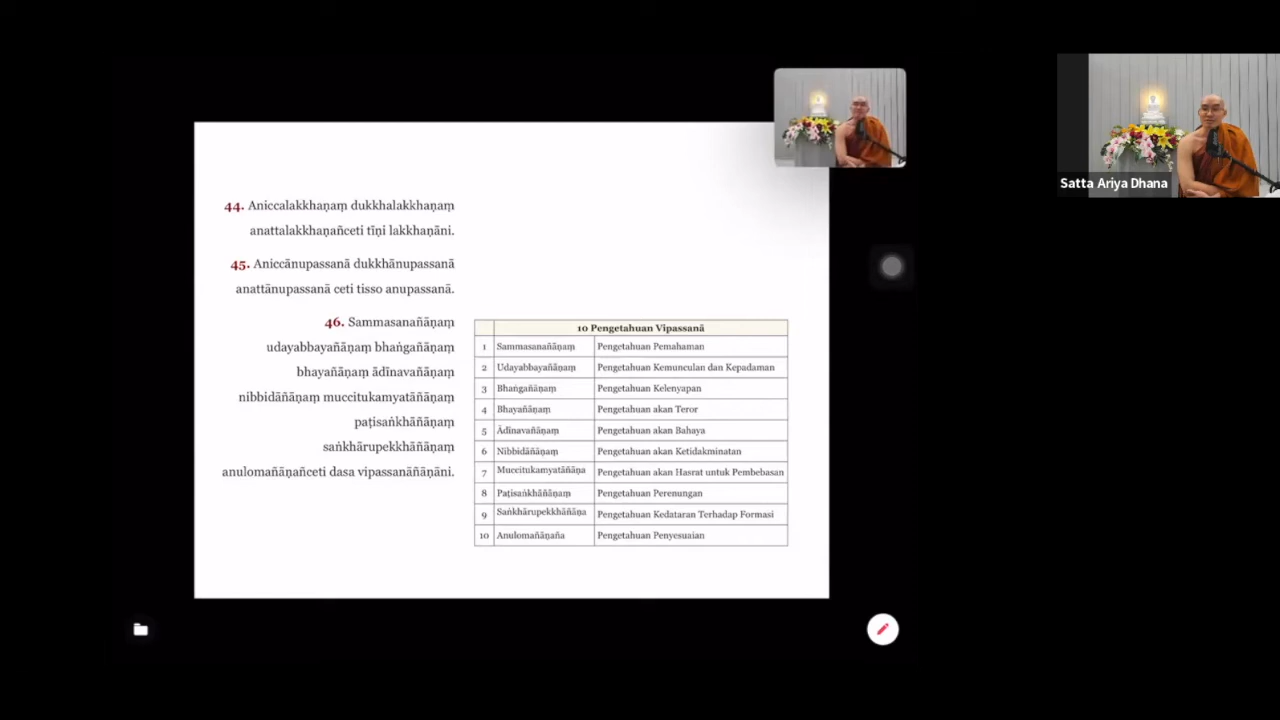 44. Aniccalakkhaṇaṃ dukkhalakkhaṇaṃ
anattalakkhaṇañceti tīṇi lakkhaṇāni.
45. Aniccānupassanā dukkhānupassanā
anattānupassanā ceti tisso anupassanā.
46. Sammasanañāṇaṃ
udayabbayañāṇaṃ bhaṅgañāṇaṃ
bhayañāṇaṃ ādīnavañāṇaṃ
nibbidāñāṇaṃ muccitukamyatāñāṇaṃ
paṭisaṅkhāñāṇaṃ
saṅkhārupekkhāñāṇaṃ
anulomañāṇañceti dasa vipassanāñāṇāni.
10 Pengetahuan Vipassanā
1 Sammasanañāṇaṃ Pengetahuan Pemahaman
2 Udayabbayañāṇaṃ Pengetahuan Kemunculan dan Kepadaman
3 Bhaṅgañāṇaṃ Pengetahuan Kelenyapan
4 Bhayañāṇaṃ Pengetahuan akan Teror
5 Ādīnavañāṇaṃ Pengetahuan akan Bahaya
6 Nibbidāñāṇaṃ Pengetahuan akan Ketidakminatan
7 Muccitukamyatāñāṇa Pengetahuan akan Hasrat untuk Pembebasan
8 Paṭisaṅkhāñāṇaṃ Pengetahuan Perenungan
9 Saṅkhārupekkhāñāṇa Pengetahuan Kedataran Terhadap Formasi
10 Anulomañāṇaña Pengetahuan Penyesuaian
Satta Ariya Dhana